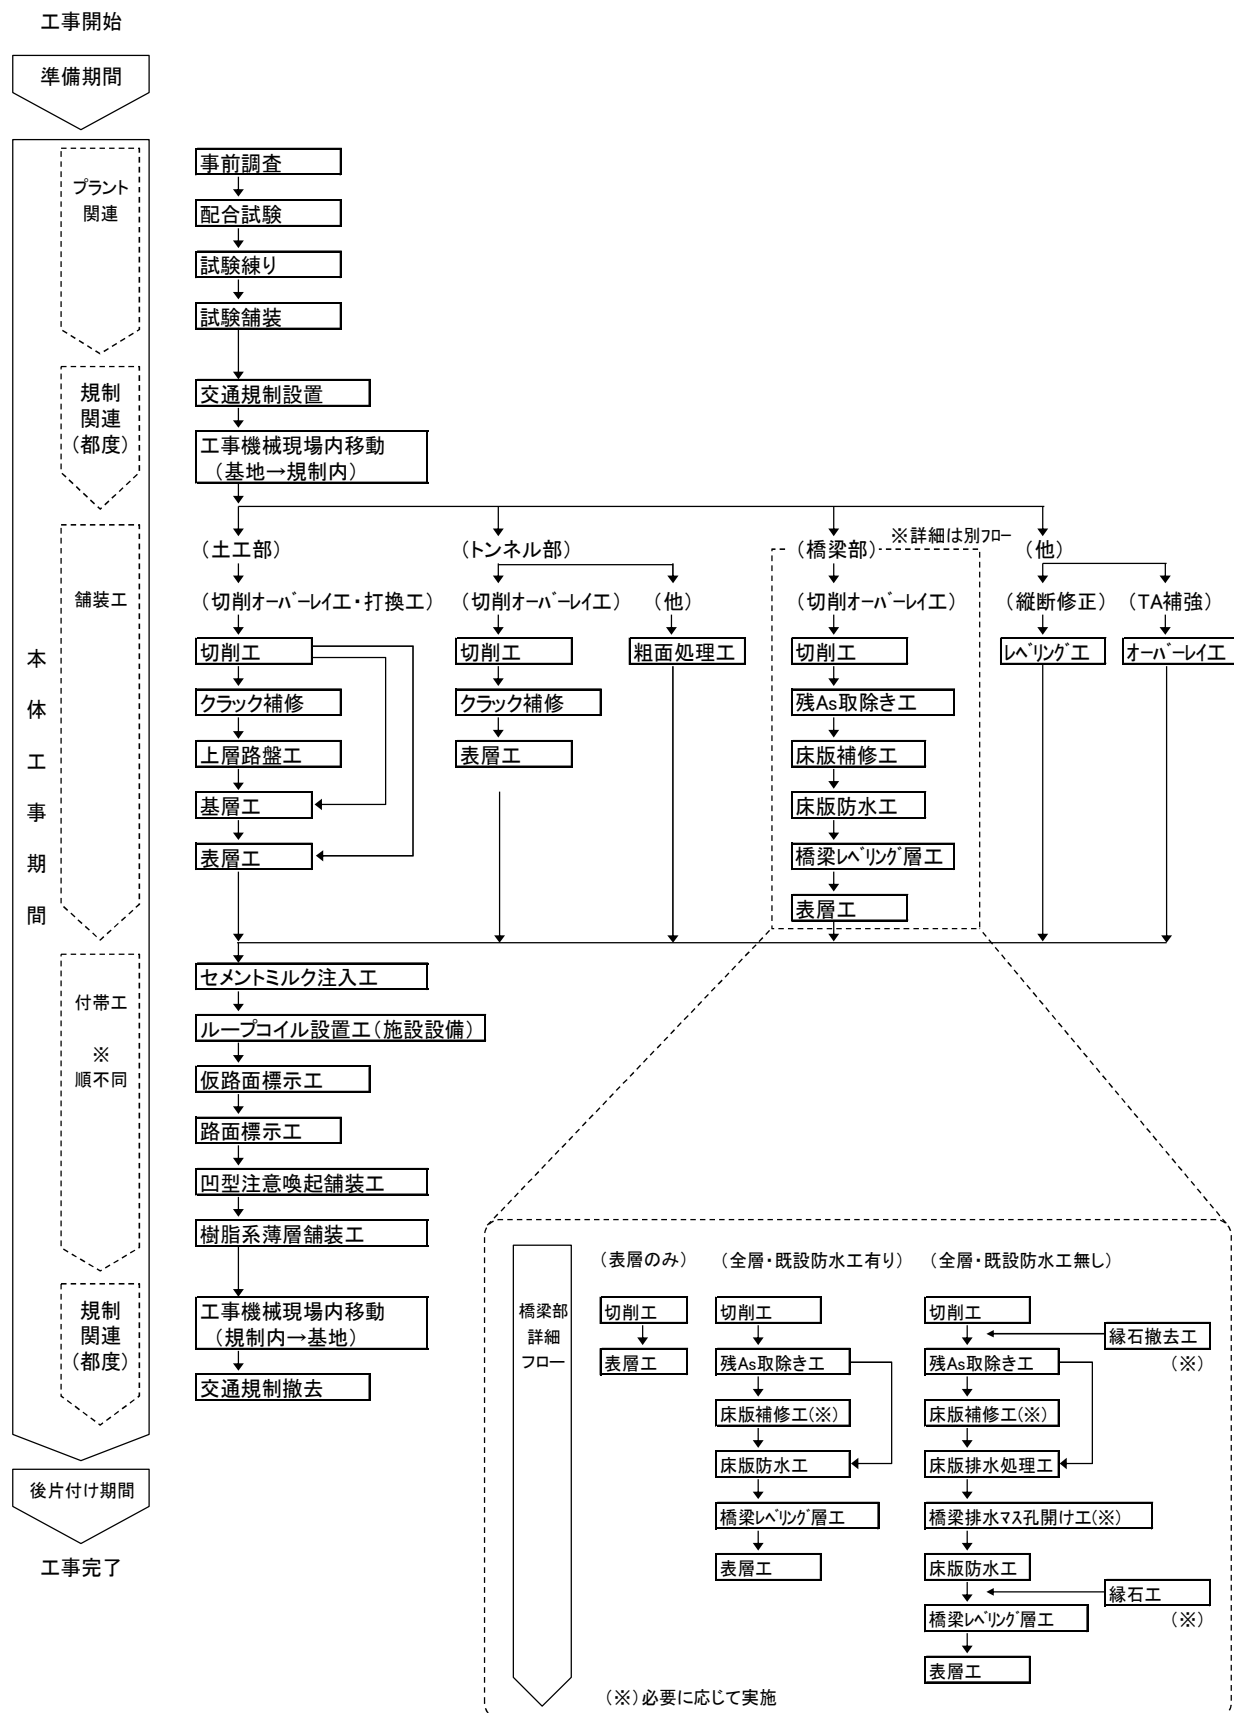 工事開始
準備期間
本体工事期間
プラント
関連
事前調査
配合試験
試験練り
試験舗装
規制
関連
(都度)
交通規制設置
工事機械現場内移動
(基地→規制内)
舗装工
(土工部)
(トンネル部)
(橋梁部)
※詳細は別フロー
(他)
(切削オーバーレイ工・打換工)
(切削オーバーレイ工)
(他)
(切削オーバーレイ工)
(縦断修正)
(TA補強)
切削工
クラック補修
上層路盤工
基層工
表層工
切削工
クラック補修
表層工
粗面処理工
切削工
残As取除き工
床版補修工
床版防水工
橋梁レベリング層工
表層工
レベリング工
オーバーレイ工
付帯工
※
順不同
セメントミルク注入工
ループコイル設置工(施設設備)
仮路面標示工
路面標示工
凹型注意喚起舗装工
樹脂系薄層舗装工
規制
関連
(都度)
工事機械現場内移動
(規制内→基地)
交通規制撤去
後片付け期間
工事完了
橋梁部
詳細
フロー
(表層のみ)
切削工
表層工
(全層・既設防水工有り)
切削工
残As取除き工
床版補修工(※)
床版防水工
橋梁レベリング層工
表層工
(全層・既設防水工無し)
切削工
縁石撤去工
(※)
残As取除き工
床版補修工(※)
床版排水処理工
橋梁排水マス孔開け工(※)
床版防水工
縁石工
(※)
橋梁レベリング層工
表層工
(※)必要に応じて実施